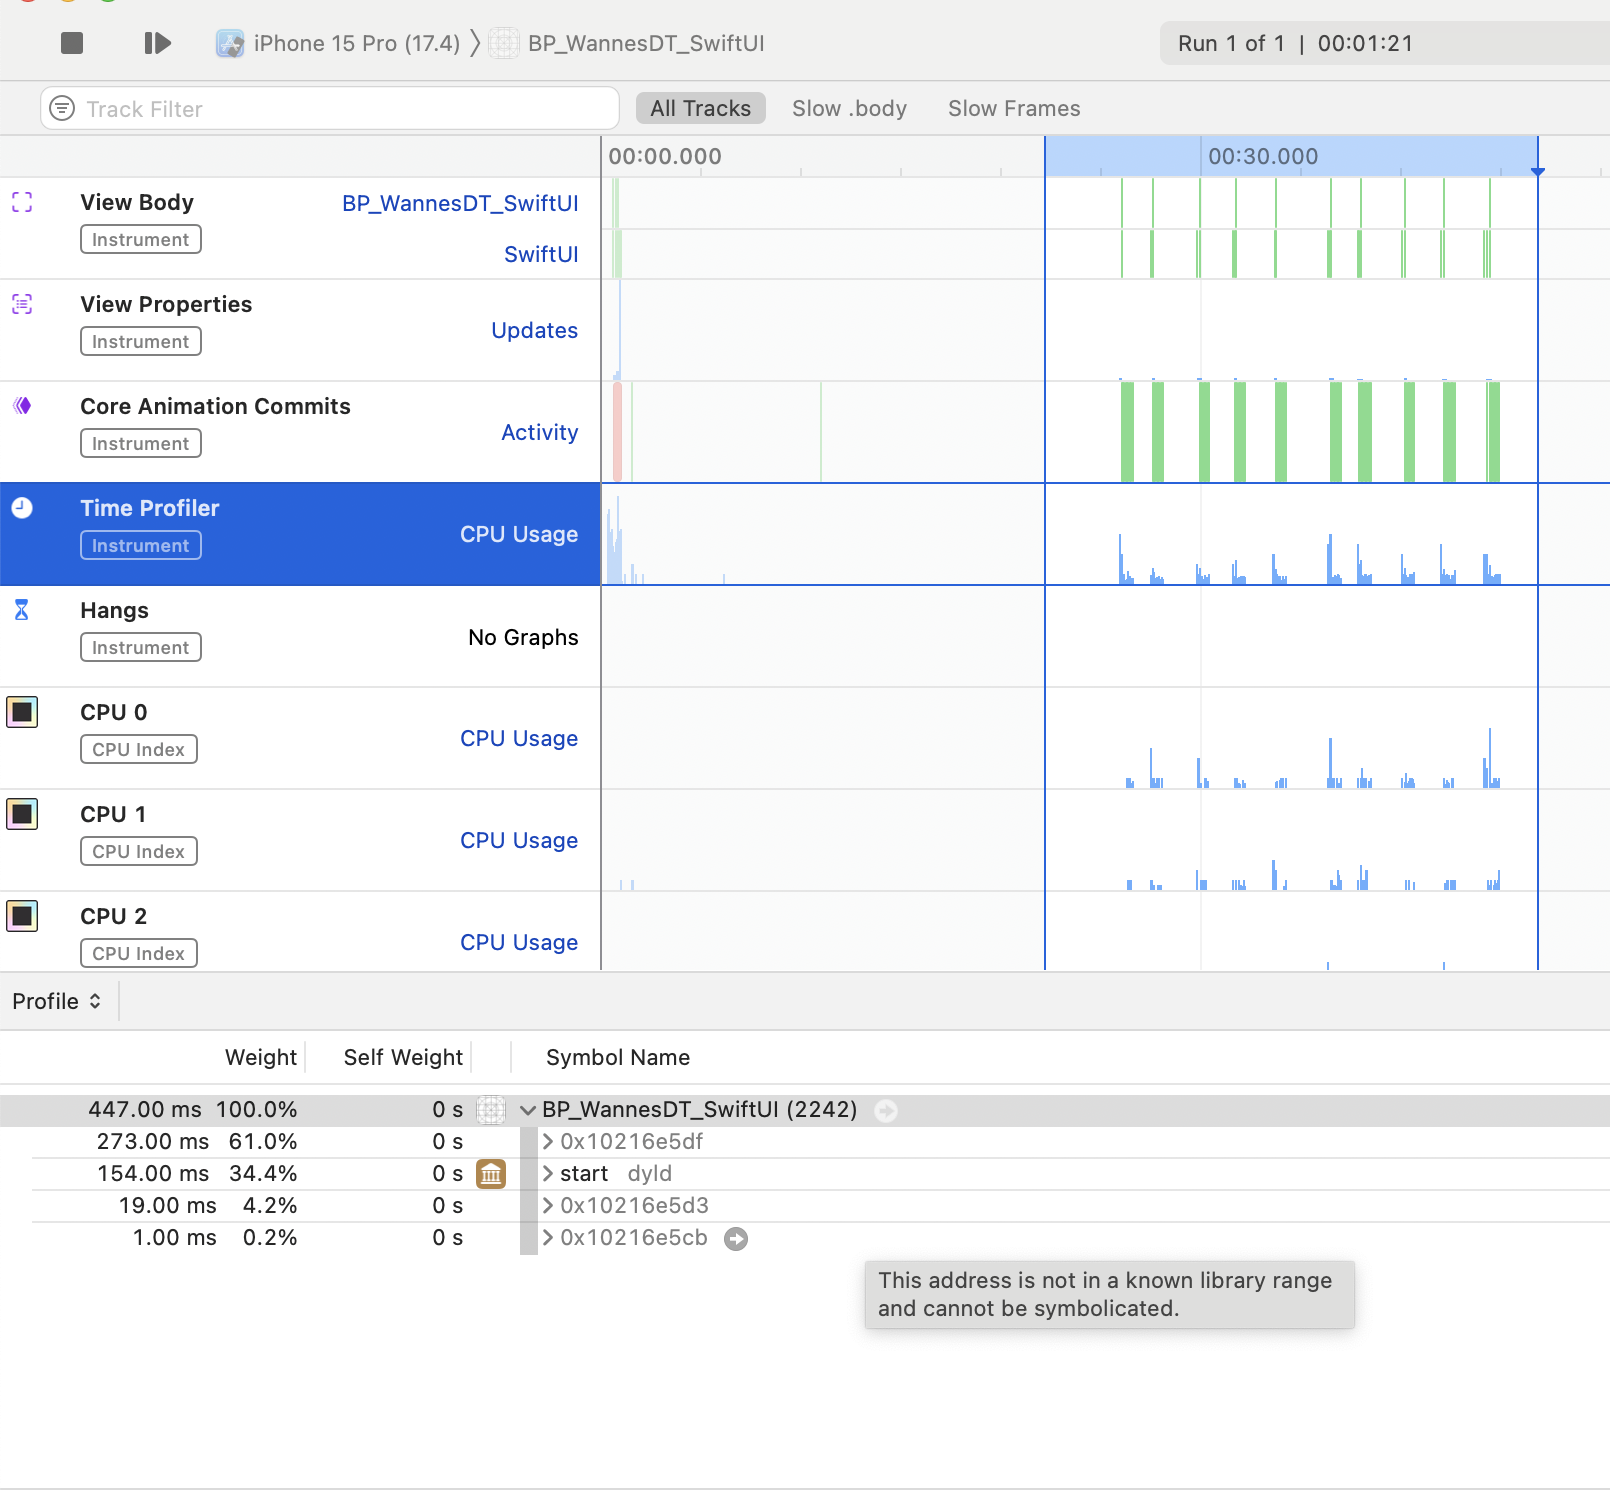 iPhone 15 Pro (17.4) BP_WannesDT_SwiftUI Run 1 of 1 | 00:01:21
Track Filter All Tracks Slow .body Slow Frames
00:00.000 00:30.000
View Body BP_WannesDT_SwiftUI
Instrument
SwiftUI
View Properties
Updates
Instrument
Core Animation Commits
Activity
Instrument
Time Profiler
CPU Usage
Instrument
Hangs
No Graphs
Instrument
CPU 0
CPU Usage
CPU Index
CPU 1
CPU Usage
CPU Index
CPU 2
CPU Usage
CPU Index
Profile
Weight Self Weight Symbol Name
447.00 ms 100.0% 0 s BP_WannesDT_SwiftUI (2242)
273.00 ms 61.0% 0 s 0x10216e5df
154.00 ms 34.4% 0 s start dyld
19.00 ms 4.2% 0 s 0x10216e5d3
1.00 ms 0.2% 0 s 0x10216e5cb
This address is not in a known library range
and cannot be symbolicated.